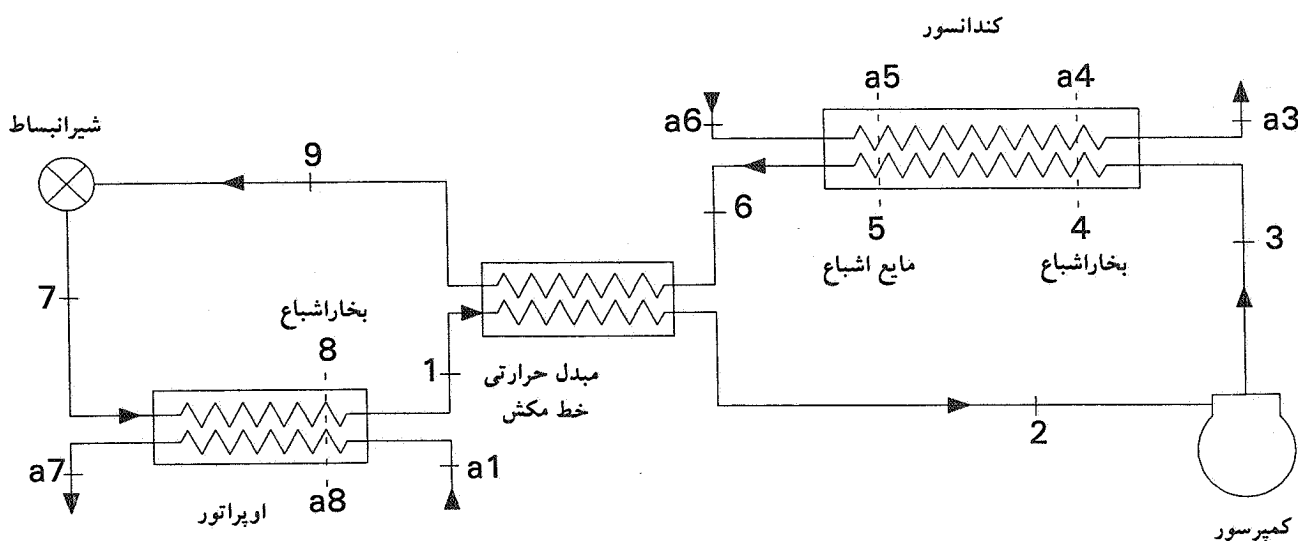 کندانسور
a5
a4
a6
a3
شیرانبساط
9
6
5
4
3
مایع اشباع
بخاراشباع
7
بخاراشباع
8
1
مبدل حرارتی
خط مکش
2
a7
a1
a8
اوپراتور
کمپرسور